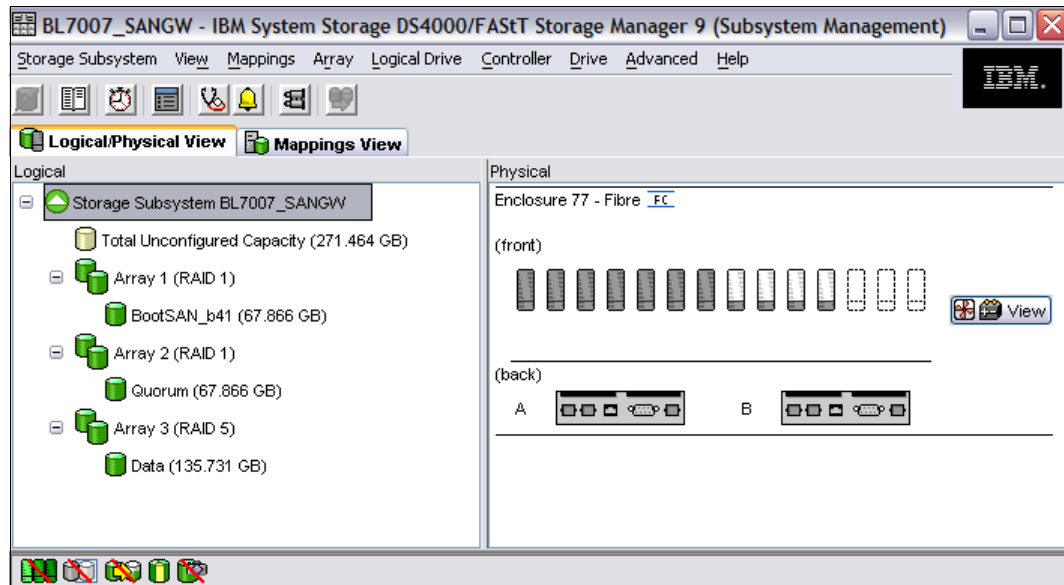 BL7007_SANGW - IBM System Storage DS4000/FAStT Storage Manager 9 (Subsystem Management)
Storage Subsystem View Mappings Array Logical Drive Controller Drive Advanced Help
IBM.
Logical/Physical View Mappings View
Logical
Storage Subsystem BL7007_SANGW
Total Unconfigured Capacity (271.464 GB)
Array 1 (RAID 1)
BootSAN_b41 (67.866 GB)
Array 2 (RAID 1)
Quorum (67.866 GB)
Array 3 (RAID 5)
Data (135.731 GB)
Physical
Enclosure 77 - Fibre FC
(front)
View
(back)
A B